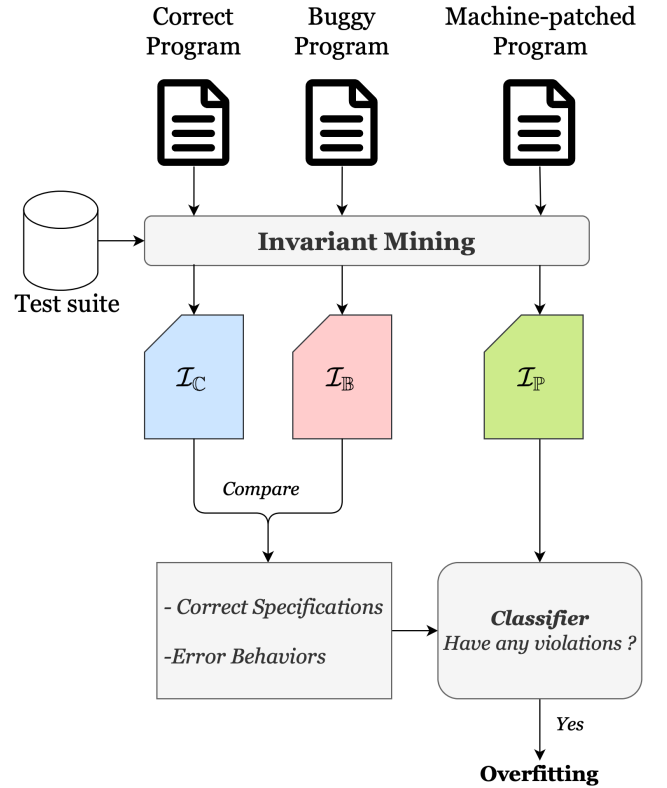 Correct
Program
Buggy
Program
Machine-patched
Program
Invariant Mining
Test suite
ℐℂ
ℐ𝔹
ℐℙ
Compare
- Correct Specifications
-Error Behaviors
Classifier
Have any violations ?
Yes
Overfitting